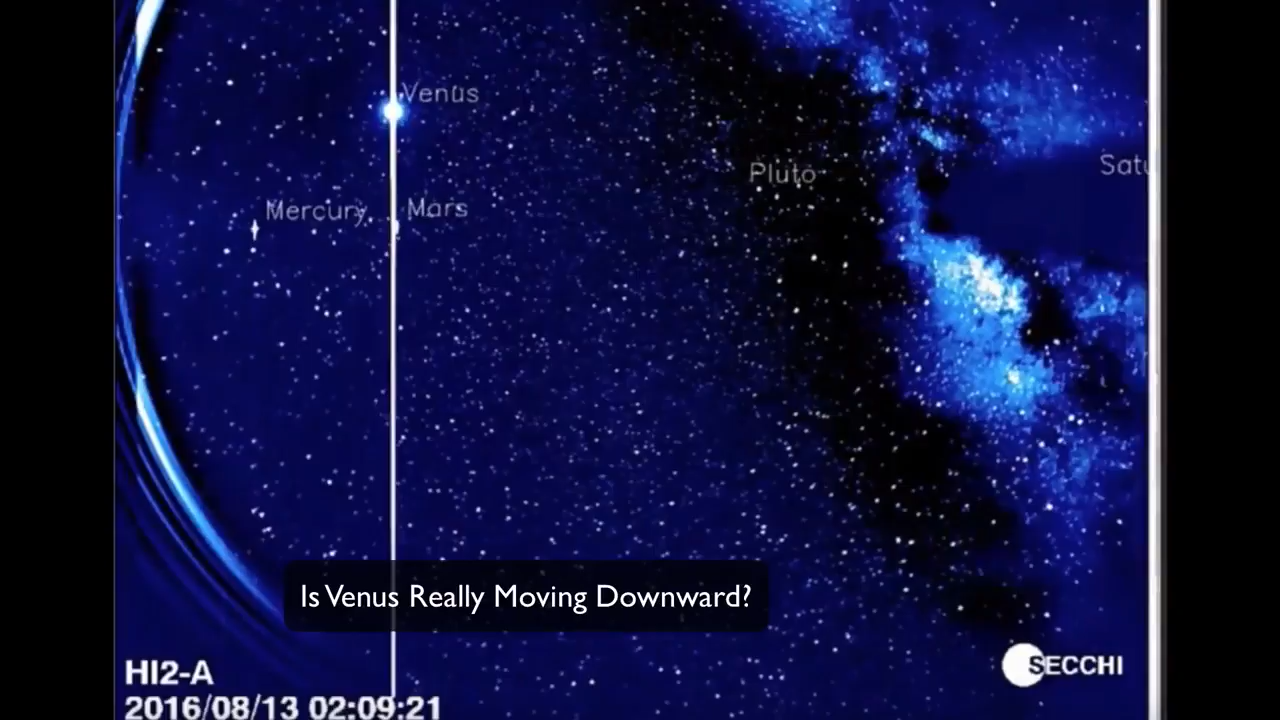 Venus
Pluto
Satu
Mercury
Mars
Is Venus Really Moving Downward?
HI2-A
SECCHI
2016/08/13 02:09:21